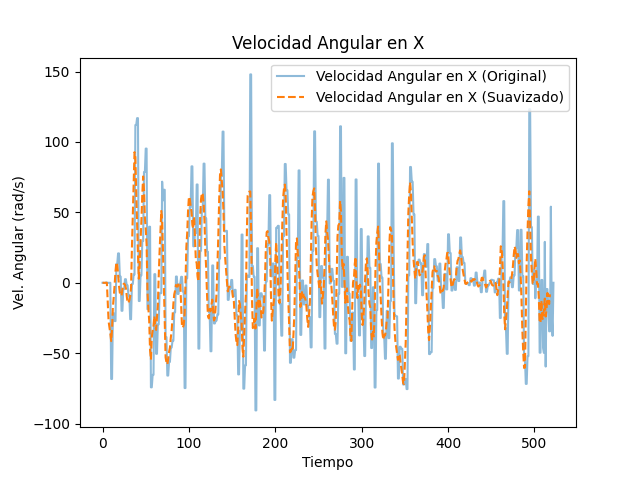 Velocidad Angular en X
Velocidad Angular en X (Original)
Velocidad Angular en X (Suavizado)
Vel. Angular (rad/s)
150
100
50
0
−50
−100
0 100 200 300 400 500
Tiempo